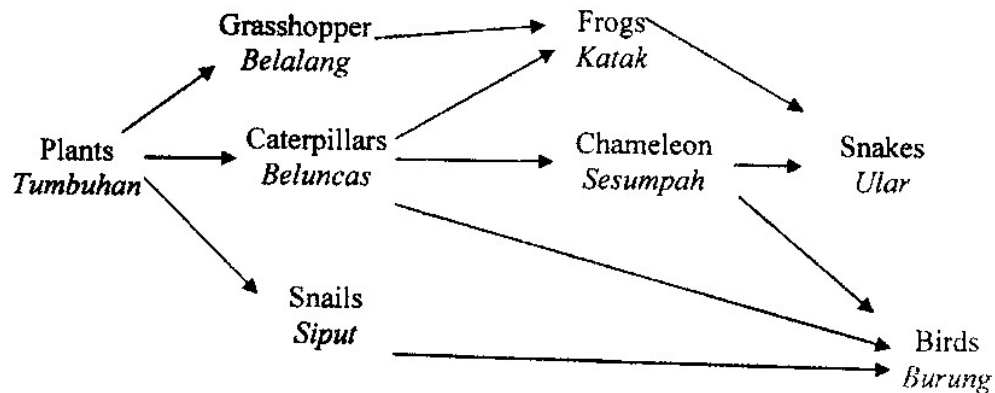 Grasshopper
Belalang
Frogs
Katak
Plants
Tumbuhan
Caterpillars
Beluncas
Chameleon
Sesumpah
Snakes
Ular
Snails
Siput
Birds
Burung